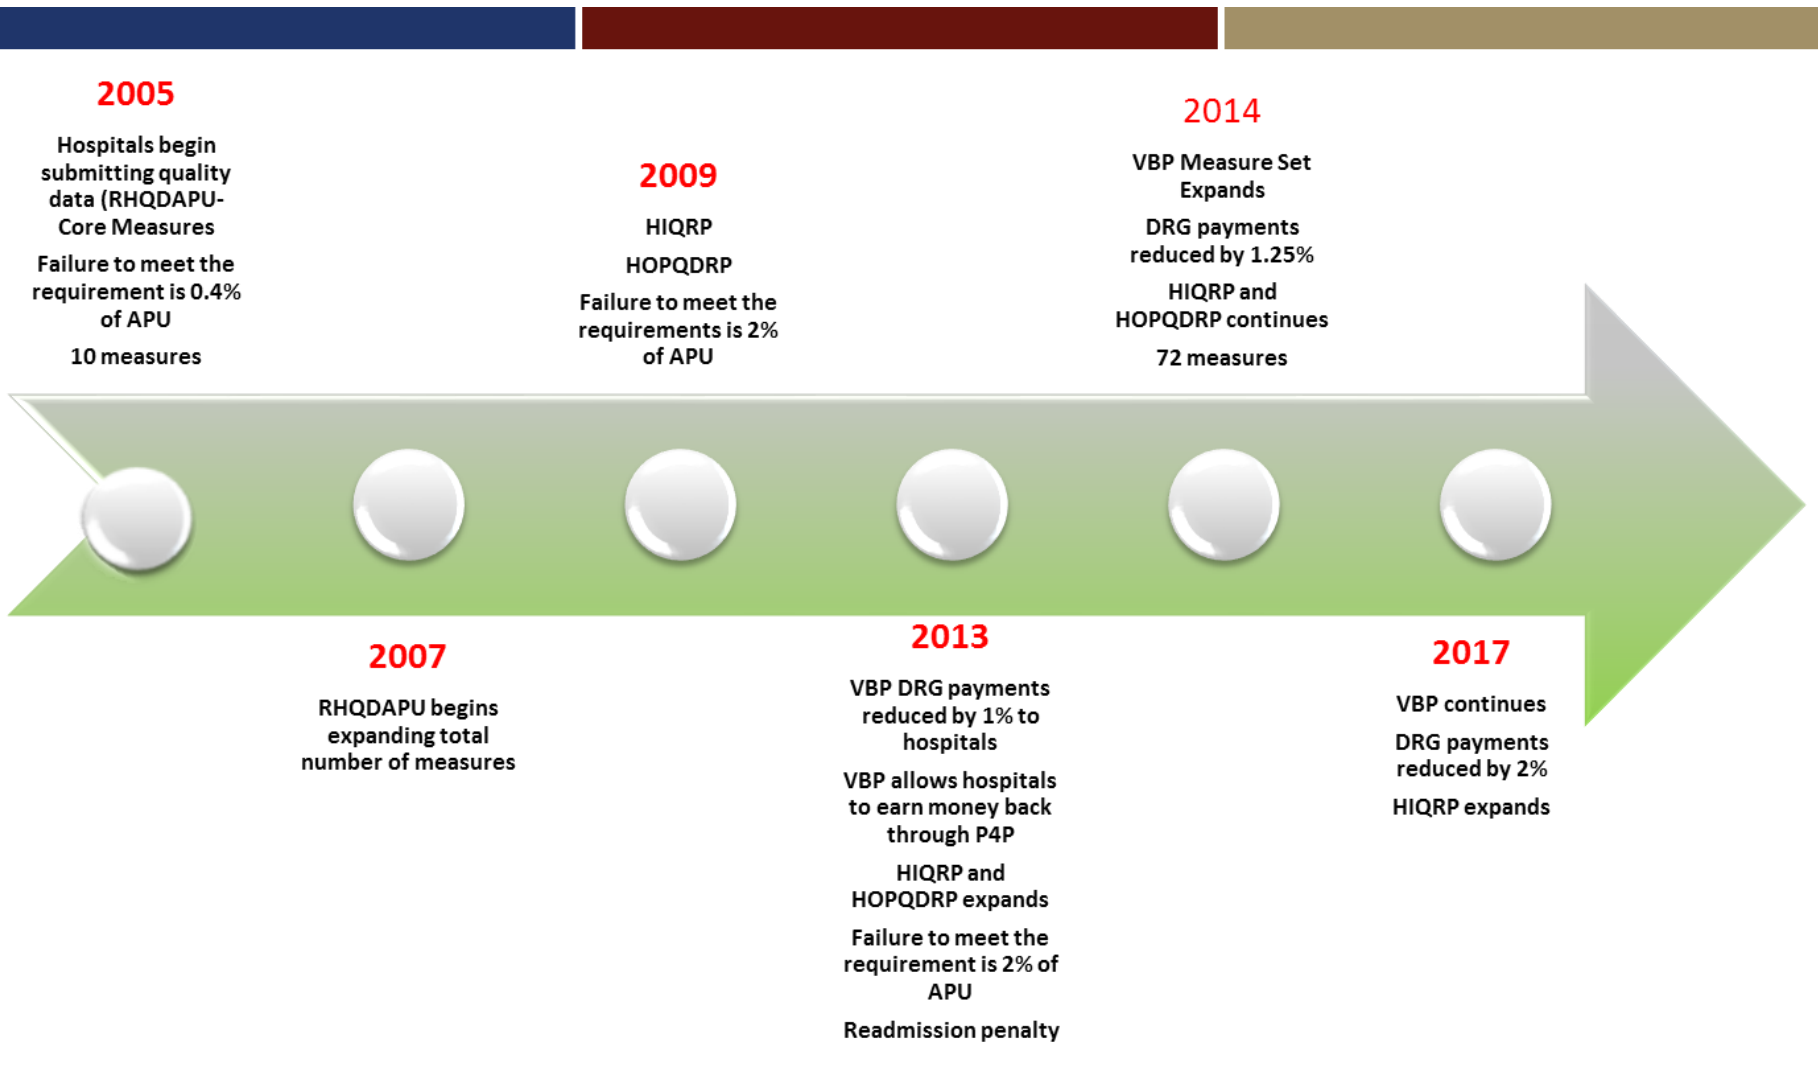 2005
Hospitals begin
submitting quality
data (RHQDAPU-
Core Measures
Failure to meet the
requirement is 0.4%
of APU
10 measures
2007
RHQDAPU begins
expanding total
number of measures
2009
HIQRP
HOPQDRP
Failure to meet the
requirements is 2%
of APU
2013
VBP DRG payments
reduced by 1% to
hospitals
VBP allows hospitals
to earn money back
through P4P
HIQRP and
HOPQDRP expands
Failure to meet the
requirement is 2% of
APU
Readmission penalty
2014
VBP Measure Set
Expands
DRG payments
reduced by 1.25%
HIQRP and
HOPQDRP continues
72 measures
2017
VBP continues
DRG payments
reduced by 2%
HIQRP expands